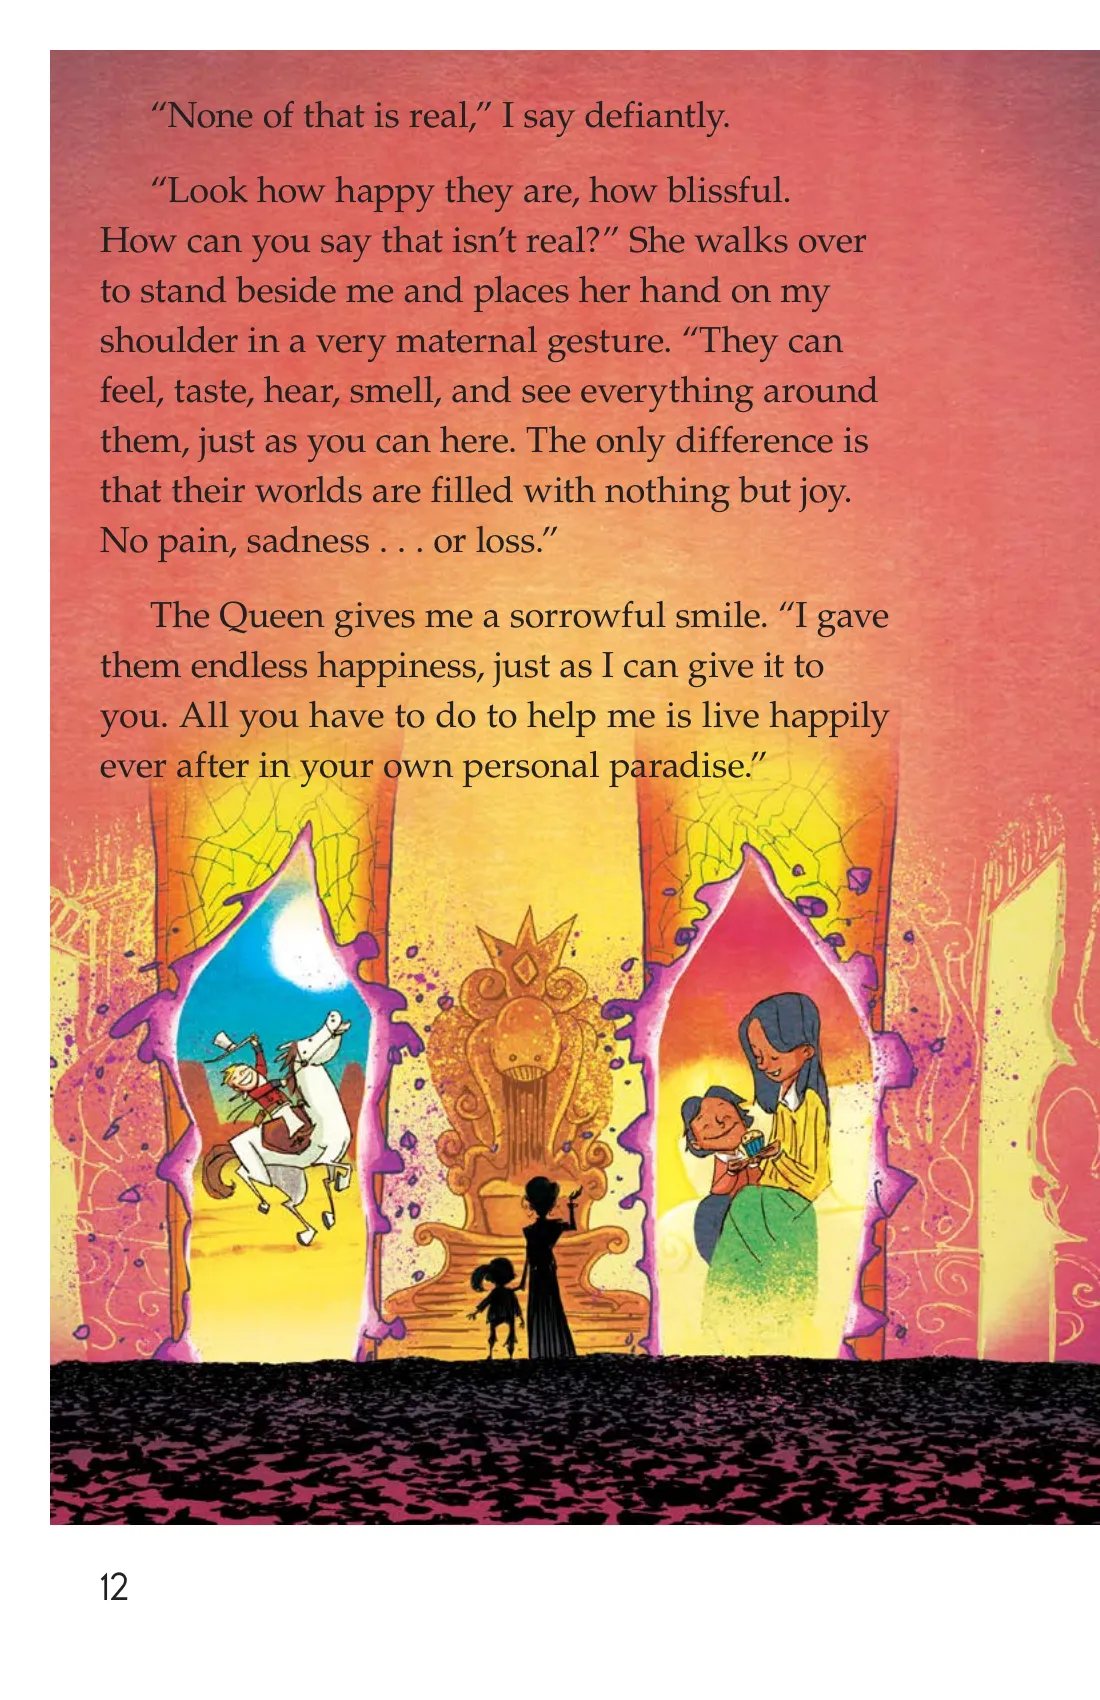 “None of that is real,” I say defiantly.
“Look how happy they are, how blissful.
How can you say that isn’t real?” She walks over
to stand beside me and places her hand on my
shoulder in a very maternal gesture. “They can
feel, taste, hear, smell, and see everything around
them, just as you can here. The only difference is
that their worlds are filled with nothing but joy.
No pain, sadness . . . or loss.”
The Queen gives me a sorrowful smile. “I gave
them endless happiness, just as I can give it to
you. All you have to do to help me is live happily
ever after in your own personal paradise.”
12